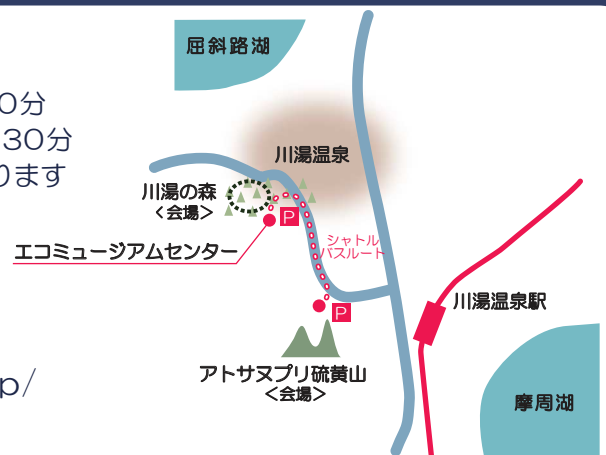 屈斜路湖
0分
30分
ります
川湯温泉
川湯の森
<会場>
P
エコミュージアムセンター
シャトル
バスルート
P
川湯温泉駅
アトサヌプリ硫黄山
<会場>
p/
摩周湖